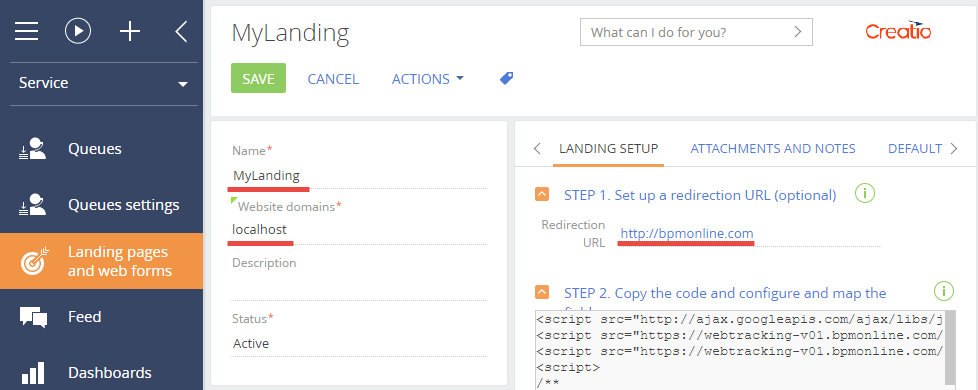 MyLanding
What can I do for you?
Creatio
SAVE
CANCEL
ACTIONS
Service
Queues
Queues settings
Landing pages
and web forms
Feed
Dashboards
Name*
MyLanding
Website domains*
localhost
Description
Status*
Active
LANDING SETUP
ATTACHMENTS AND NOTES
DEFAULT
STEP 1. Set up a redirection URL (optional)
Redirection
URL
http://bpmonline.com
STEP 2. Copy the code and configure and map the
<script src="http://ajax.googleapis.com/ajax/libs/j
<script src="https://webtracking-v01.bpmonline.com/
<script src="https://webtracking-v01.bpmonline.com/
<script>
/**